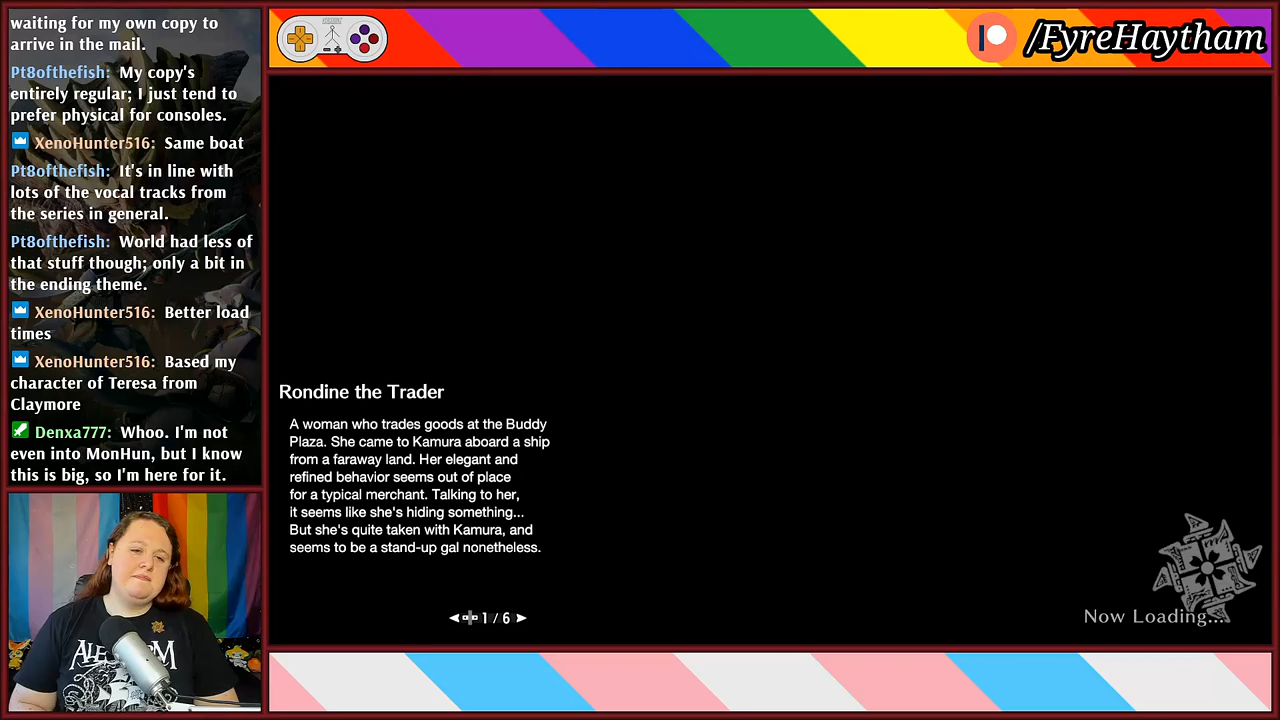 waiting for my own copy to
arrive in the mail.
Pt8ofthefish: My copy's
entirely regular; I just tend to
prefer physical for consoles.
XenoHunter516: Same boat
Pt8ofthefish: It's in line with
lots of the vocal tracks from
the series in general.
Pt8ofthefish: World had less of
that stuff though; only a bit in
the ending theme.
XenoHunter516: Better load
times
XenoHunter516: Based my
character of Teresa from
Claymore
Denxa777: Whoo. I'm not
even into MonHun, but I know
this is big, so I'm here for it.
/FyreHaytham
Rondine the Trader
A woman who trades goods at the Buddy
Plaza. She came to Kamura aboard a ship
from a faraway land. Her elegant and
refined behavior seems out of place
for a typical merchant. Talking to her,
it seems like she's hiding something...
But she's quite taken with Kamura, and
seems to be a stand-up gal nonetheless.
1 / 6
Now Loading...